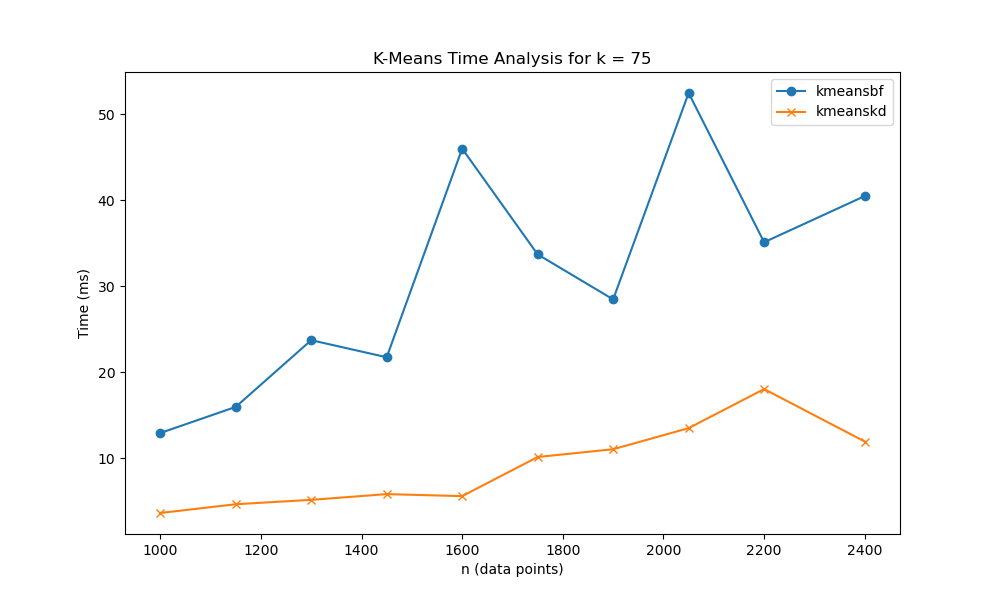 K-Means Time Analysis for k = 75
kmeansbf
kmeanskd
50
40
30
20
10
Time (ms)
1000 1200 1400 1600 1800 2000 2200 2400
n (data points)